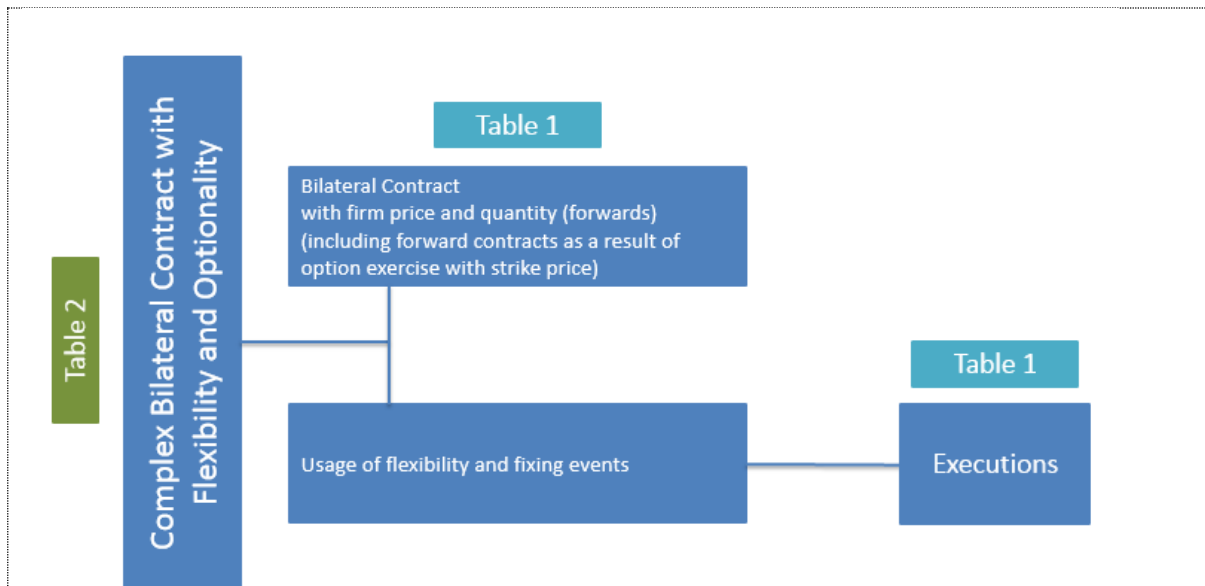 Table 2
Complex Bilateral Contract with
Flexibility and Optionality
Table 1
Bilateral Contract
with firm price and quantity (forwards)
(including forward contracts as a result of
option exercise with strike price)
Usage of flexibility and fixing events
Table 1
Executions